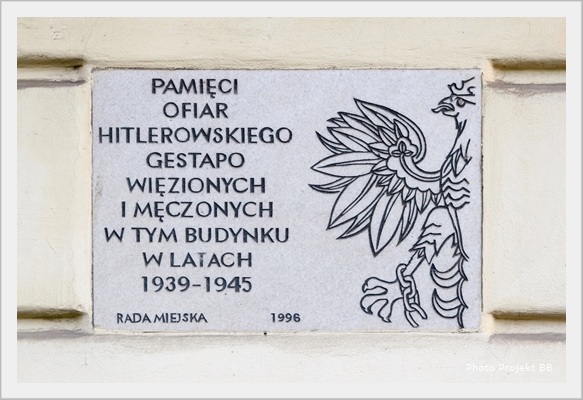 PAMIĘCI
OFIAR
HITLEROWSKIEGO
GESTAPO
WIĘZIONYCH
I MĘCZONYCH
W TYM BUDYNKU
W LATACH
1939-1945
RADA MIEJSKA 1996
Photo Projekt BB